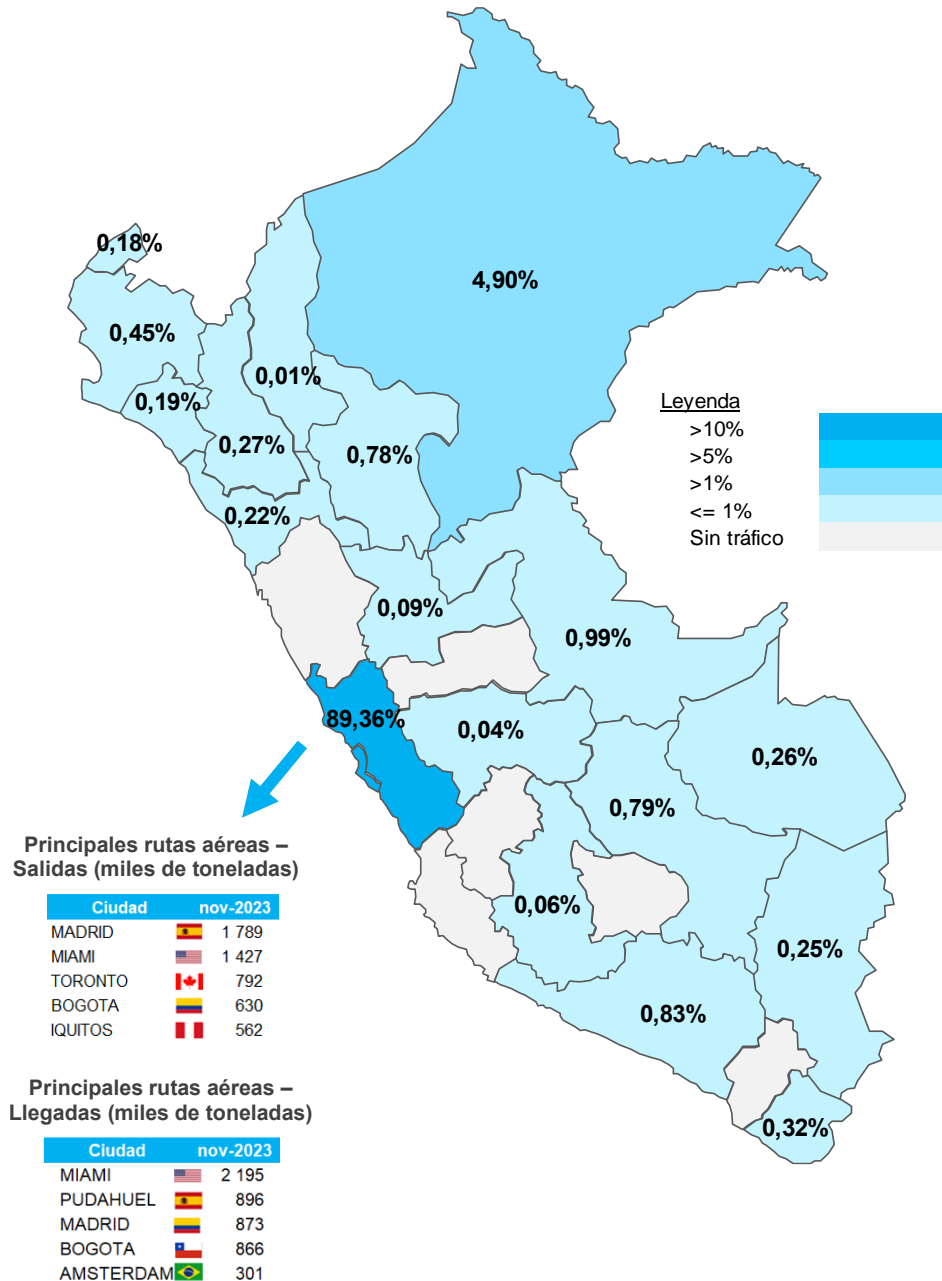 0,18%
4,90%
0,45%
0,01%
0,19%
Leyenda
>10%
0,27%
0,78%
>5%
>1%
0,22%
<= 1%
Sin tráfico
0,09%
0,99%
89,36%
0,04%
0,26%
0,79%
Principales rutas aéreas –
Salidas (miles de toneladas)
Ciudad nov-2023
MADRID 1 789
MIAMI 1 427
TORONTO 792
BOGOTA 630
IQUITOS 562
0,06%
0,25%
0,83%
0,32%
Principales rutas aéreas –
Llegadas (miles de toneladas)
Ciudad nov-2023
MIAMI 2 195
PUDAHUEL 896
MADRID 873
BOGOTA 866
AMSTERDAM 301